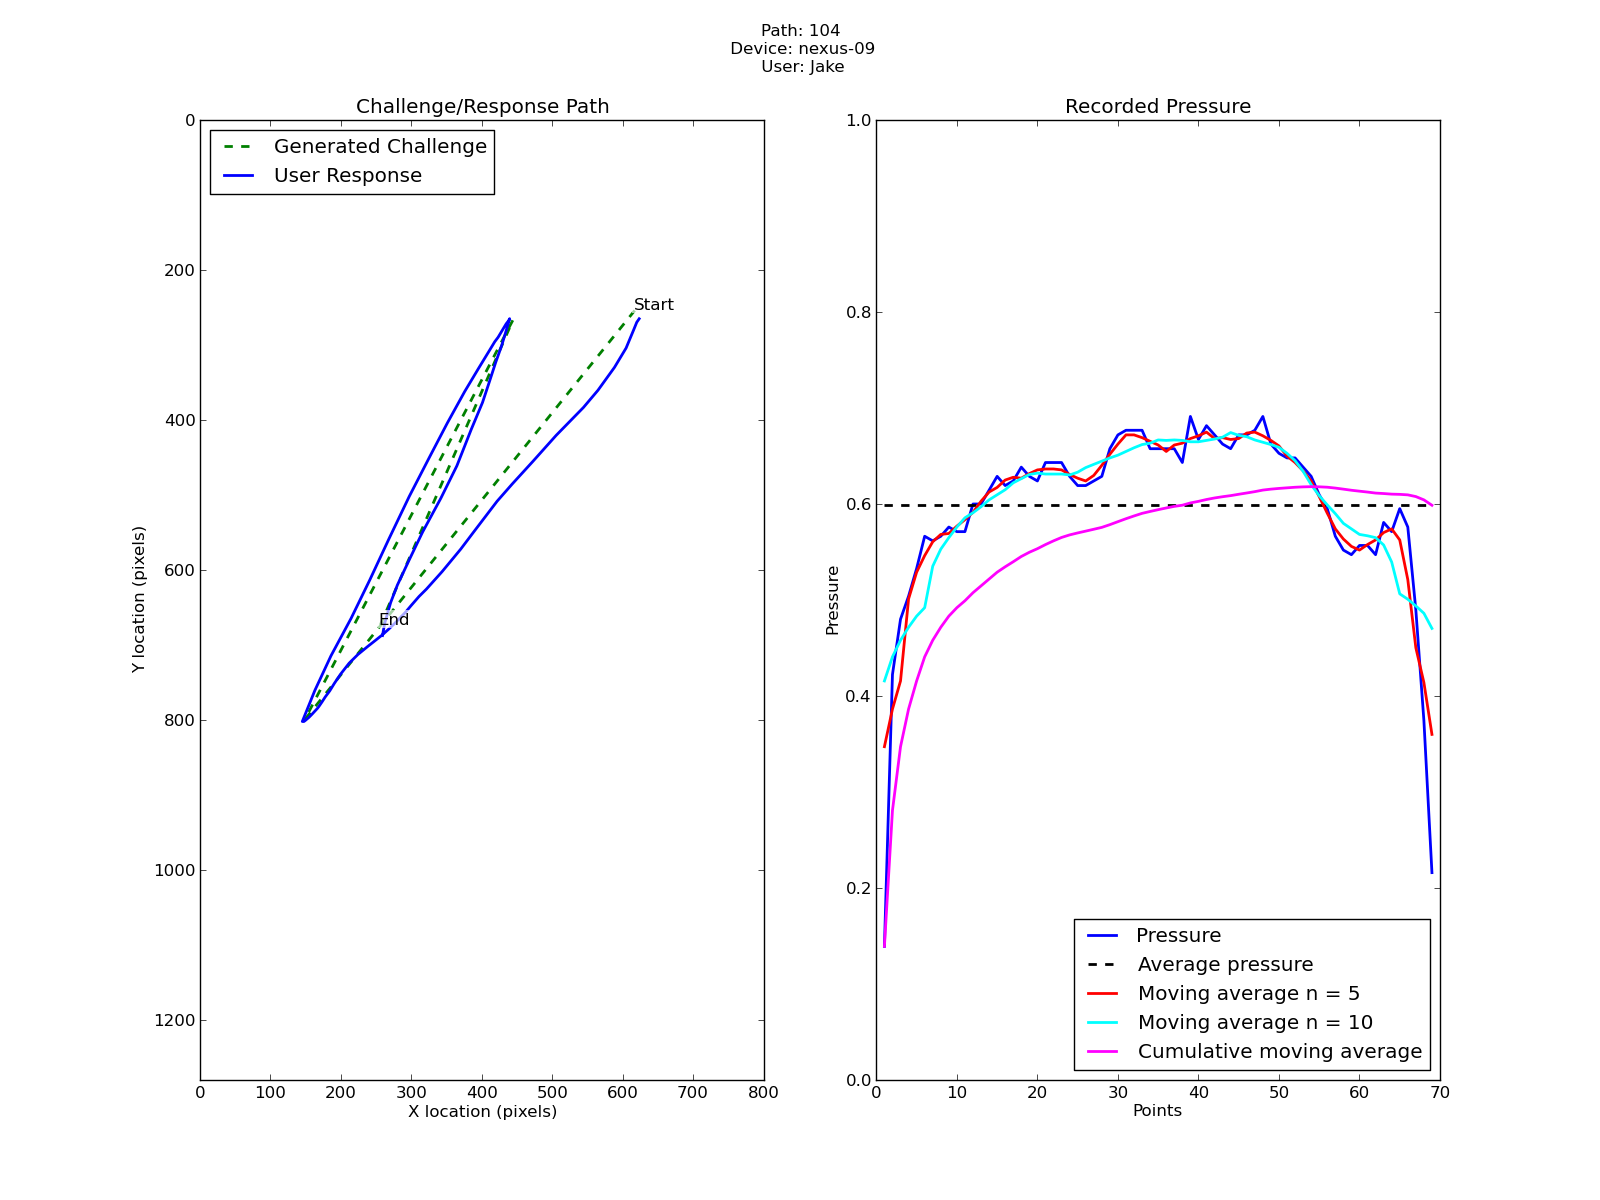 Path: 104
Device: nexus-09
User: Jake
Challenge/Response Path
Generated Challenge
User Response
Start
End
0
200
400
600
800
1000
1200
Y location (pixels)
0 100 200 300 400 500 600 700 800
X location (pixels)
Recorded Pressure
1.0
0.8
0.6
0.4
0.2
0.0
Pressure
Pressure
Average pressure
Moving average n = 5
Moving average n = 10
Cumulative moving average
0 10 20 30 40 50 60 70
Points